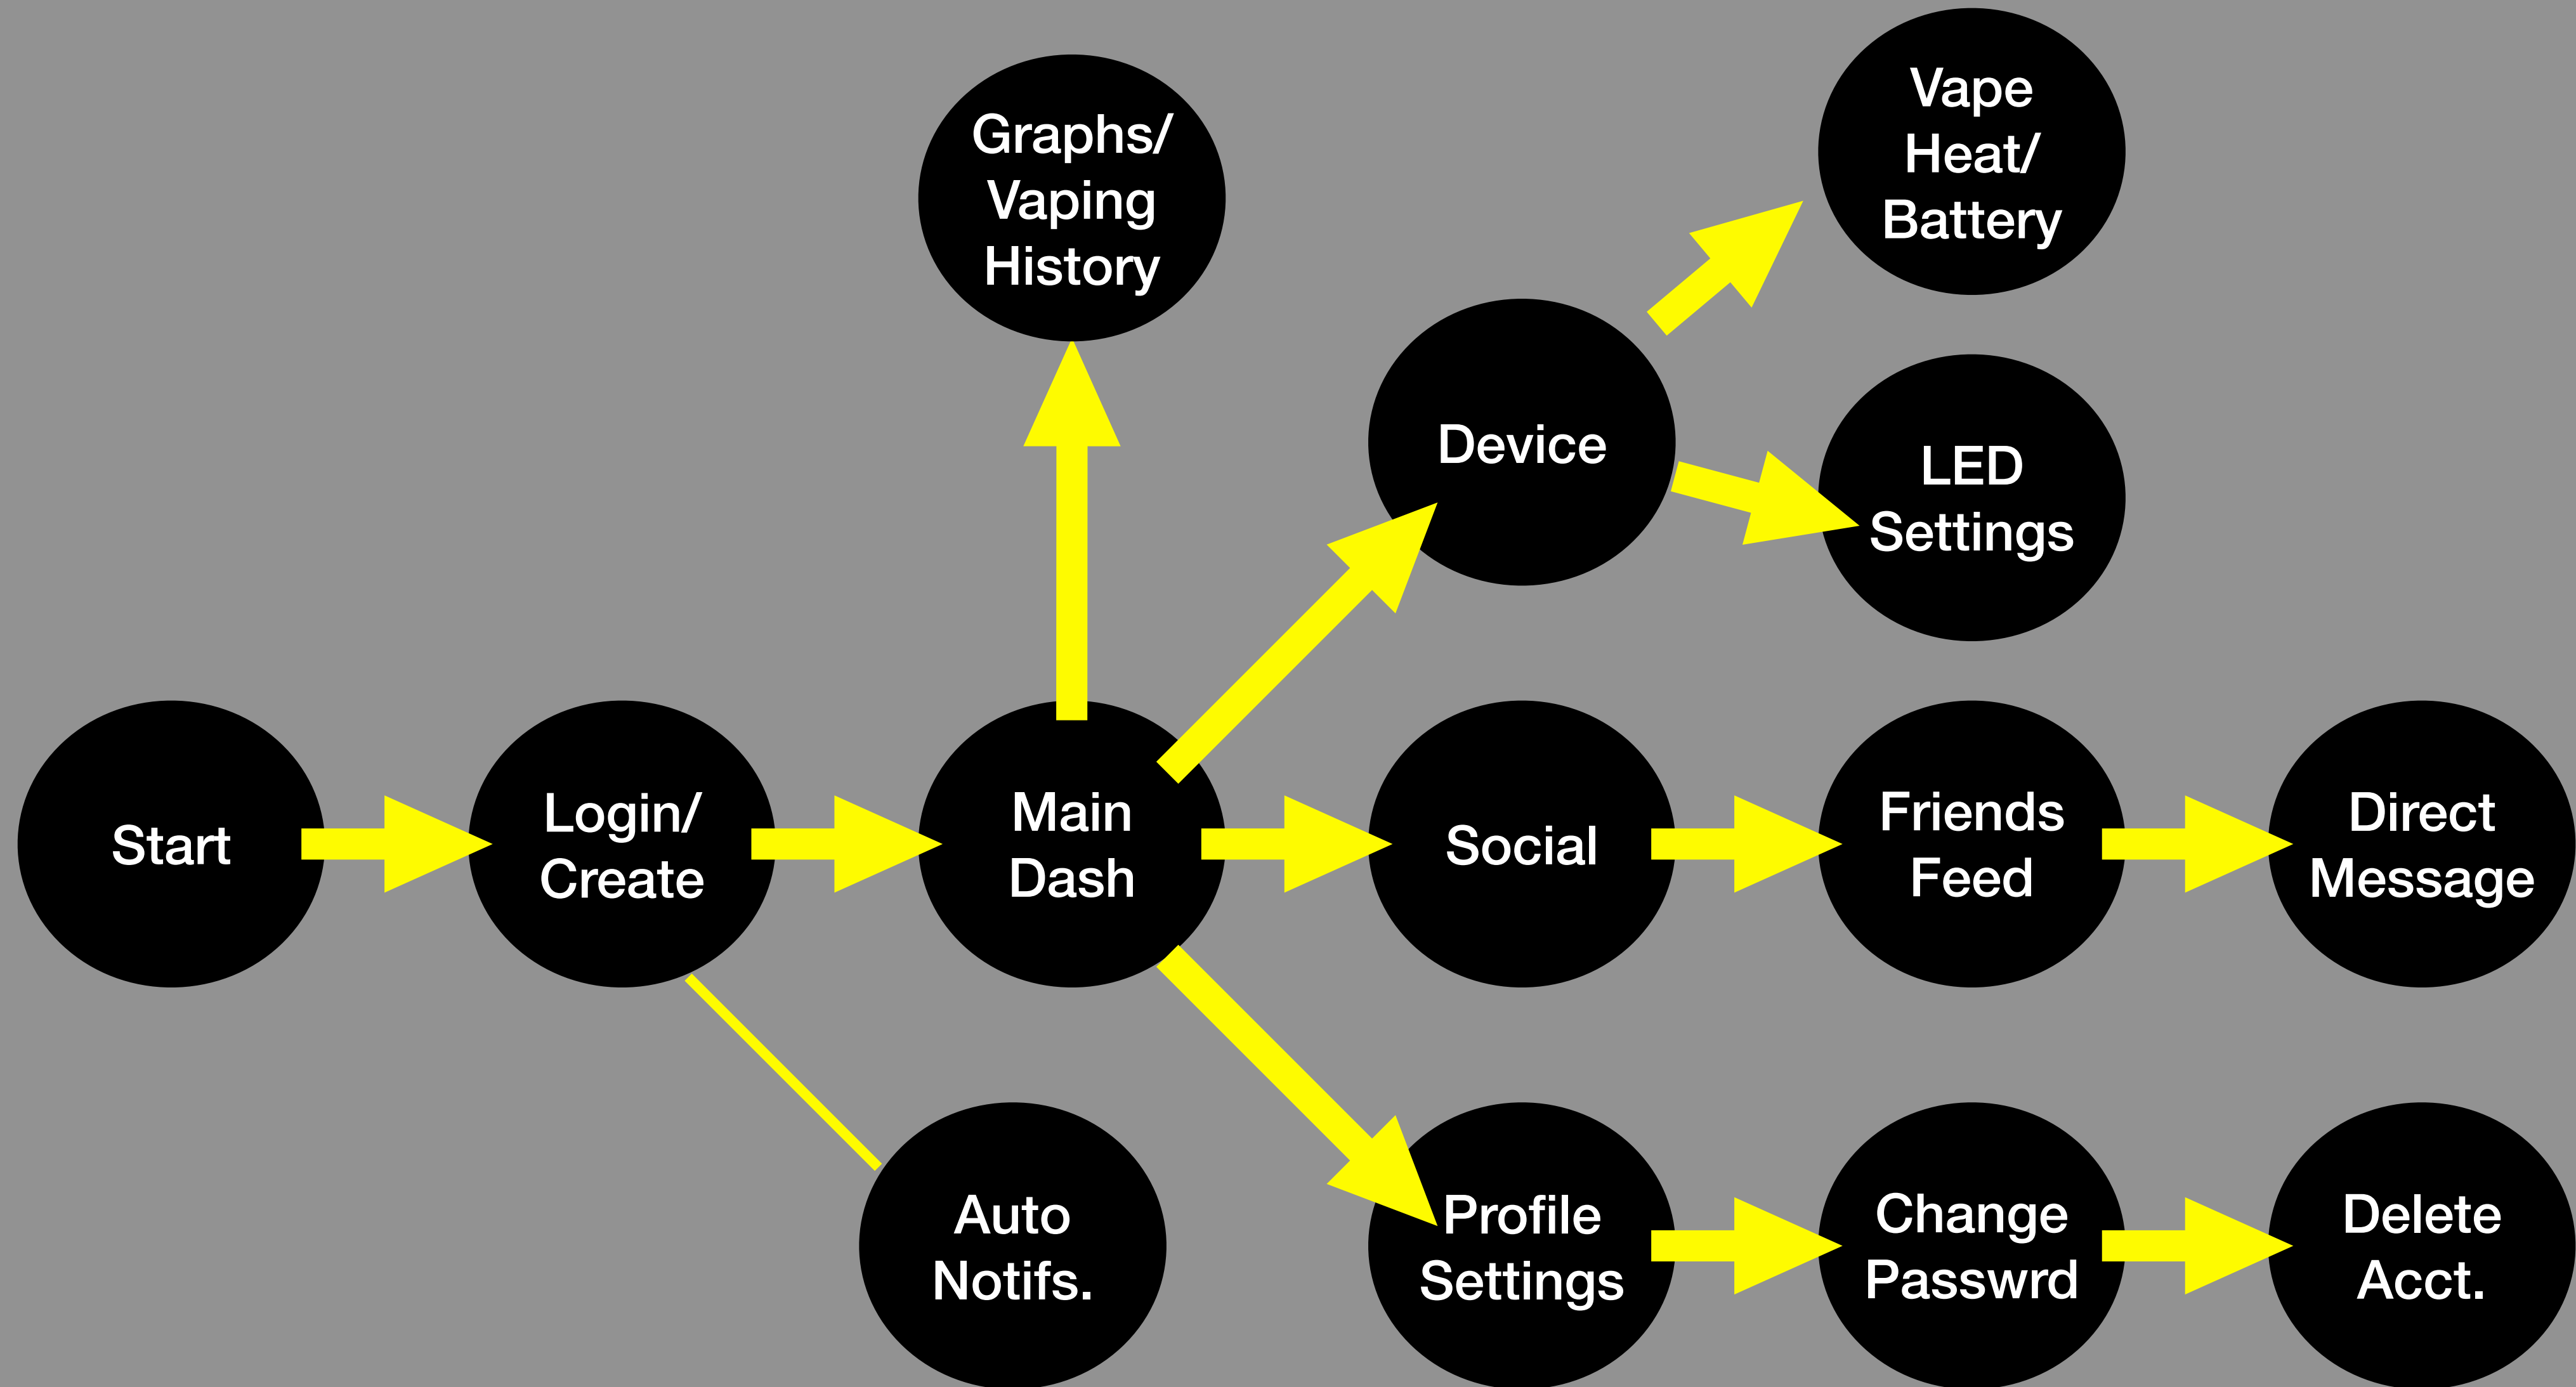 Graphs/
Vaping
History
Vape
Heat/
Battery
Device
LED
Settings
Start
Login/
Create
Main
Dash
Social
Friends
Feed
Direct
Message
Auto
Notifs.
Profile
Settings
Change
Passwrd
Delete
Acct.